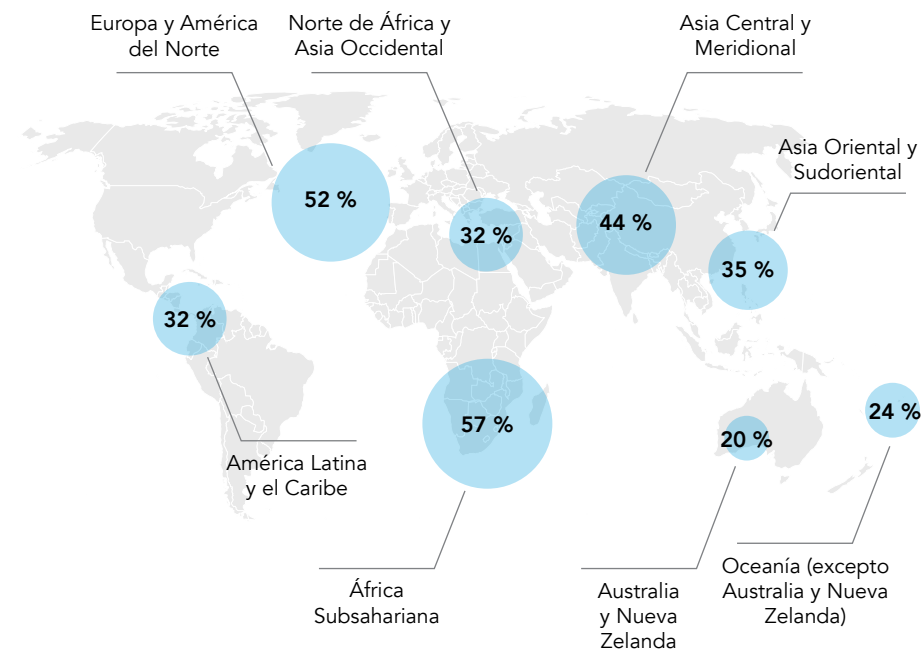 Europa y América
del Norte
Norte de África y
Asia Occidental
Asia Central y
Meridional
Asia Oriental y
Sudoriental
52 %
32 %
44 %
35 %
32 %
57 %
20 %
24 %
América Latina
y el Caribe
África
Subsahariana
Australia
y Nueva
Zelanda
Oceanía (excepto
Australia y Nueva
Zelanda)